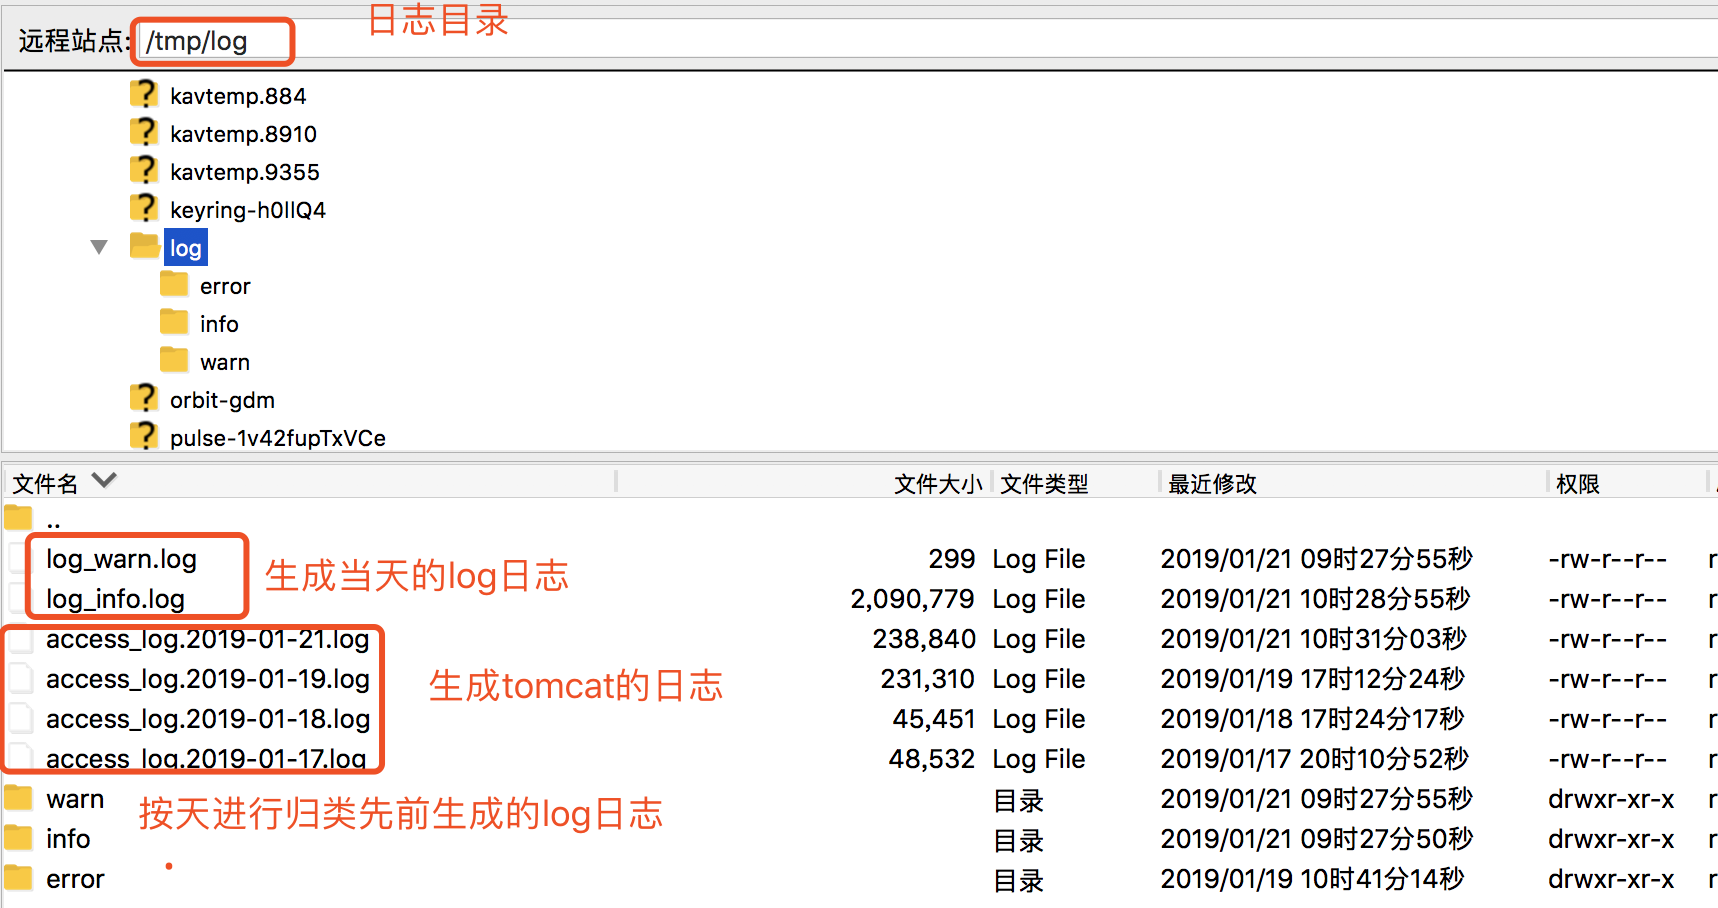 日志目录
远程站点: /tmp/log
kavtemp.884
kavtemp.8910
kavtemp.9355
keyring-h0llQ4
log
error
info
warn
orbit-gdm
pulse-1v42fupTxVCe
文件名 文件大小 文件类型 最近修改 权限
..
log_warn.log 299 Log File 2019/01/21 09时27分55秒 -rw-r--r-- r
生成当天的log日志
log_info.log 2,090,779 Log File 2019/01/21 10时28分55秒 -rw-r--r-- r
access_log.2019-01-21.log 238,840 Log File 2019/01/21 10时31分03秒 -rw-r--r-- r
access_log.2019-01-19.log 231,310 Log File 2019/01/19 17时12分24秒 -rw-r--r-- r
生成tomcat的日志
access_log.2019-01-18.log 45,451 Log File 2019/01/18 17时24分17秒 -rw-r--r-- r
access_log.2019-01-17.log 48,532 Log File 2019/01/17 20时10分52秒 -rw-r--r-- r
warn 目录 2019/01/21 09时27分55秒 drwxr-xr-x r
按天进行归类先前生成的log日志
info 目录 2019/01/21 09时27分50秒 drwxr-xr-x r
error 目录 2019/01/19 10时41分14秒 drwxr-xr-x r